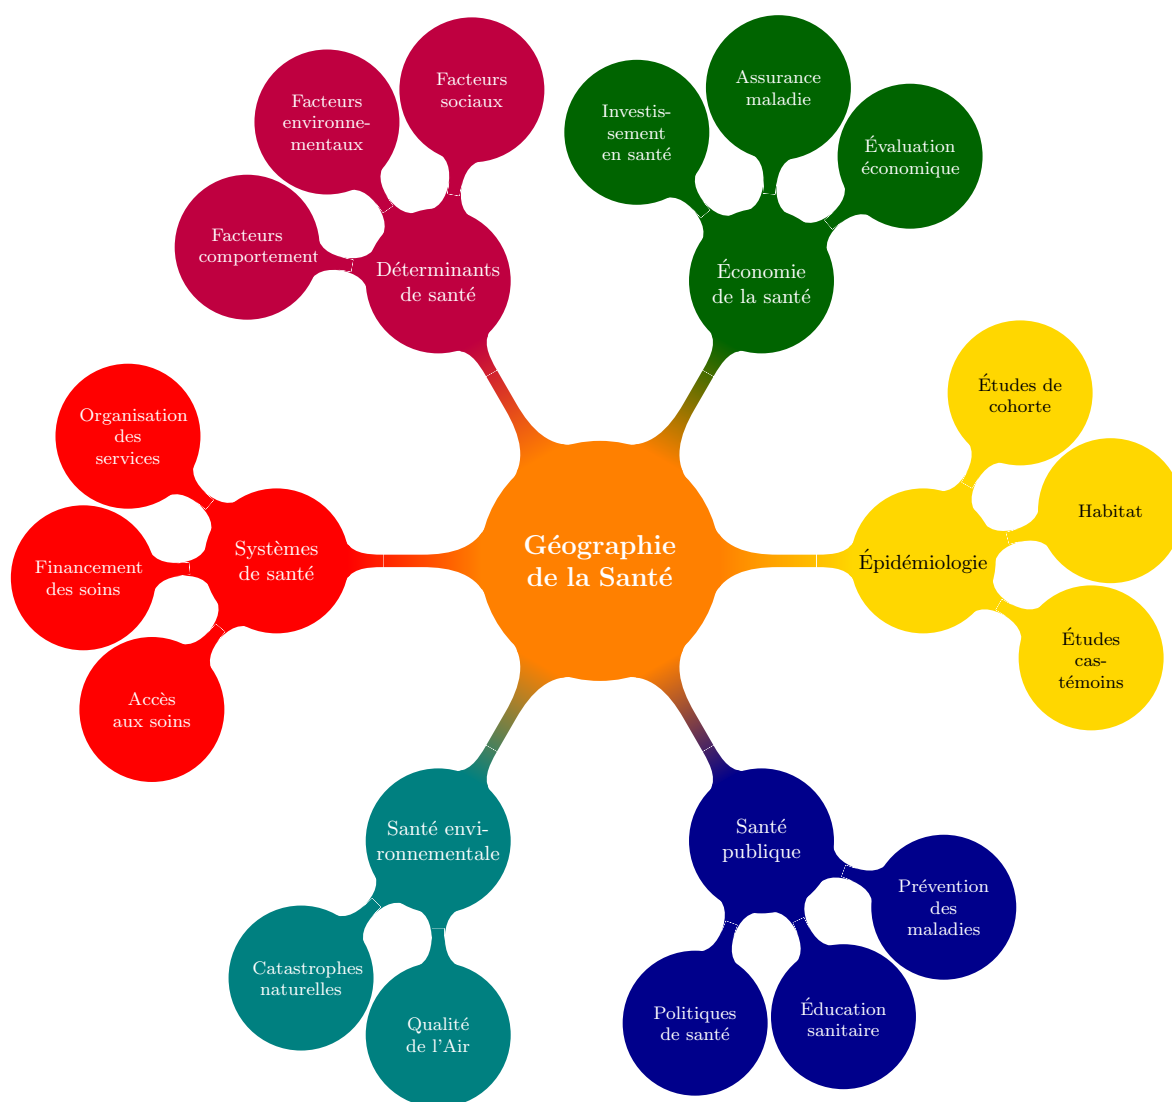 Géographie
de la Santé
Épidémiologie
Études de
cohorte
Habitat
Études
cas-
témoins
Économie
de la santé
Investis-
sement
en santé
Assurance
maladie
Évaluation
économique
Déterminants
de santé
Facteurs
sociaux
Facteurs
environne-
mentaux
Facteurs
comportement
Systèmes
de santé
Organisation
des
services
Financement
des soins
Accès
aux soins
Santé envi-
ronnementale
Catastrophes
naturelles
Qualité
de l'Air
Santé
publique
Politiques
de santé
Éducation
sanitaire
Prévention
des
maladies